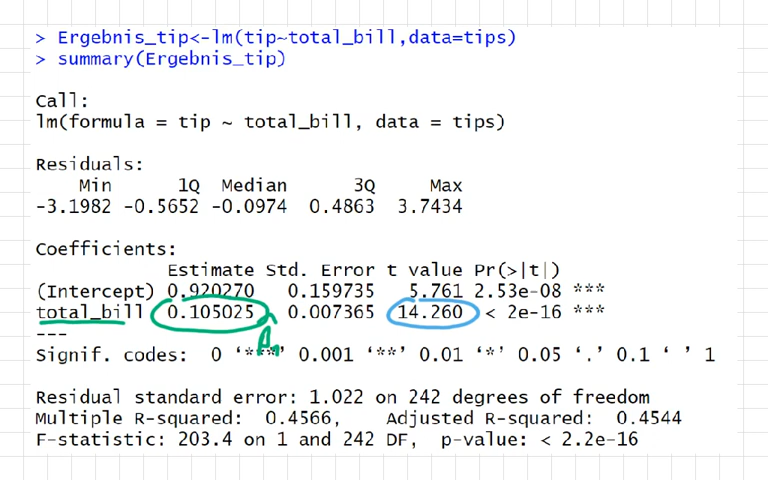 > Ergebnis_tip<-lm(tip~total_bill,data=tips)
> summary(Ergebnis_tip)
Call:
lm(formula = tip ~ total_bill, data = tips)
Residuals:
Min 1Q Median 3Q Max
-3.1982 -0.5652 -0.0974 0.4863 3.7434
Coefficients:
Estimate Std. Error t value Pr(>|t|)
(Intercept) 0.920270 0.159735 5.761 2.53e-08 ***
total_bill 0.105025 0.007365 14.260 < 2e-16 ***
---
Signif. codes: 0 ‘***’ 0.001 ‘**’ 0.01 ‘*’ 0.05 ‘.’ 0.1 ‘ ’ 1
Residual standard error: 1.022 on 242 degrees of freedom
Multiple R-squared: 0.4566, Adjusted R-squared: 0.4544
F-statistic: 203.4 on 1 and 242 DF, p-value: < 2.2e-16